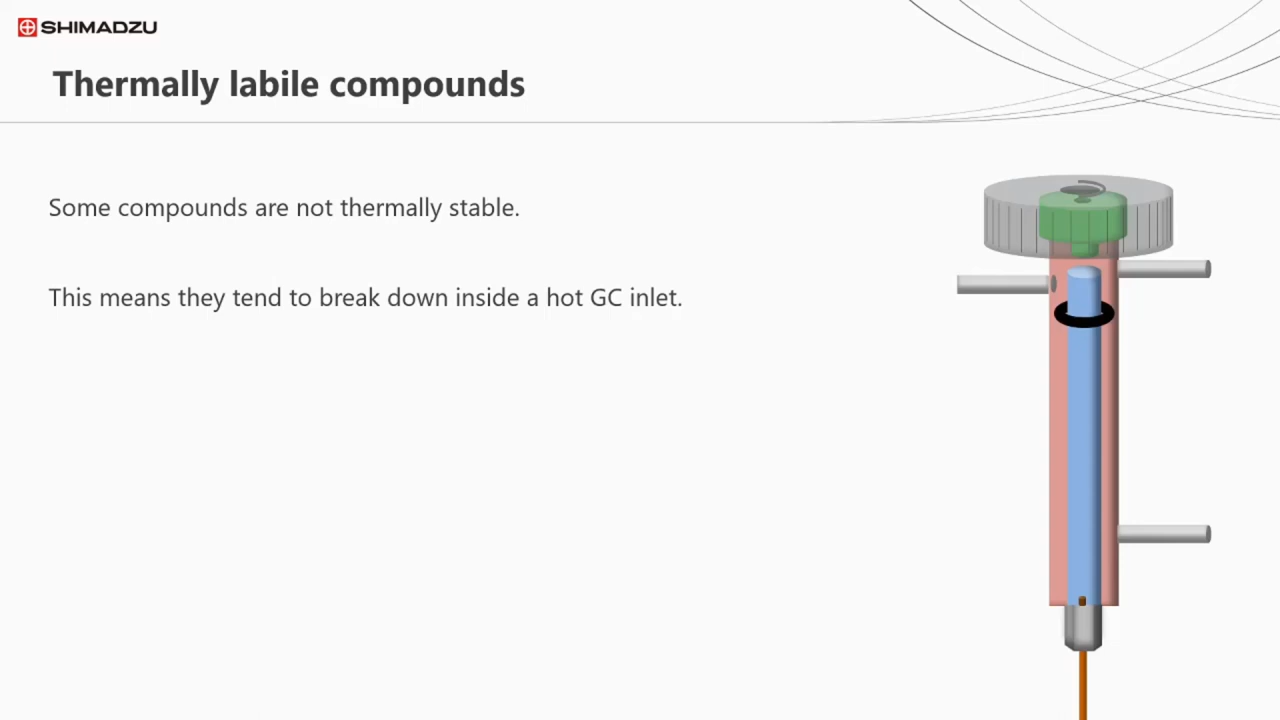 SHIMADZU
Thermally labile compounds
Some compounds are not thermally stable.
This means they tend to break down inside a hot GC inlet.